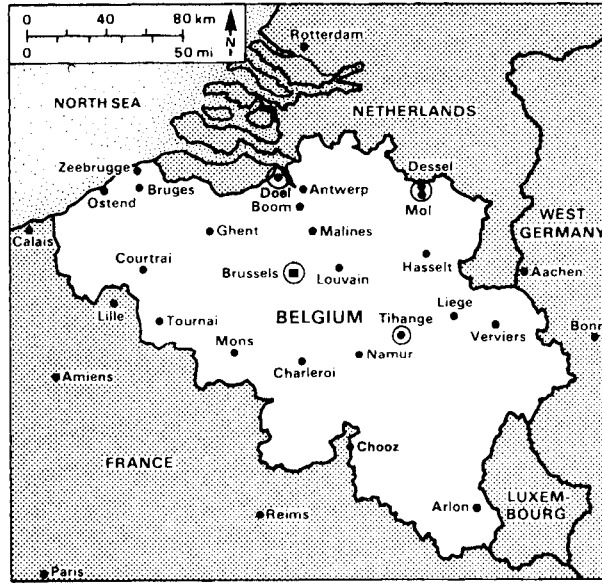 0 40 80 km
0 50 mi
N
Rotterdam
NORTH SEA
NETHERLANDS
Zeebrugge
Dessel
Bruges
Doel
Antwerp
Ostend
Boom
Mol
WEST
GERMANY
Calais
Ghent
Malines
Courtrai
Brussels
Louvain
Hasselt
Aachen
Lille
Tournai
BELGIUM
Tihange
Liege
Verviers
Bonn
Mons
Namur
Charleroi
Amiens
Chooz
FRANCE
Arlon
LUXEM-
BOURG
Reims
Paris